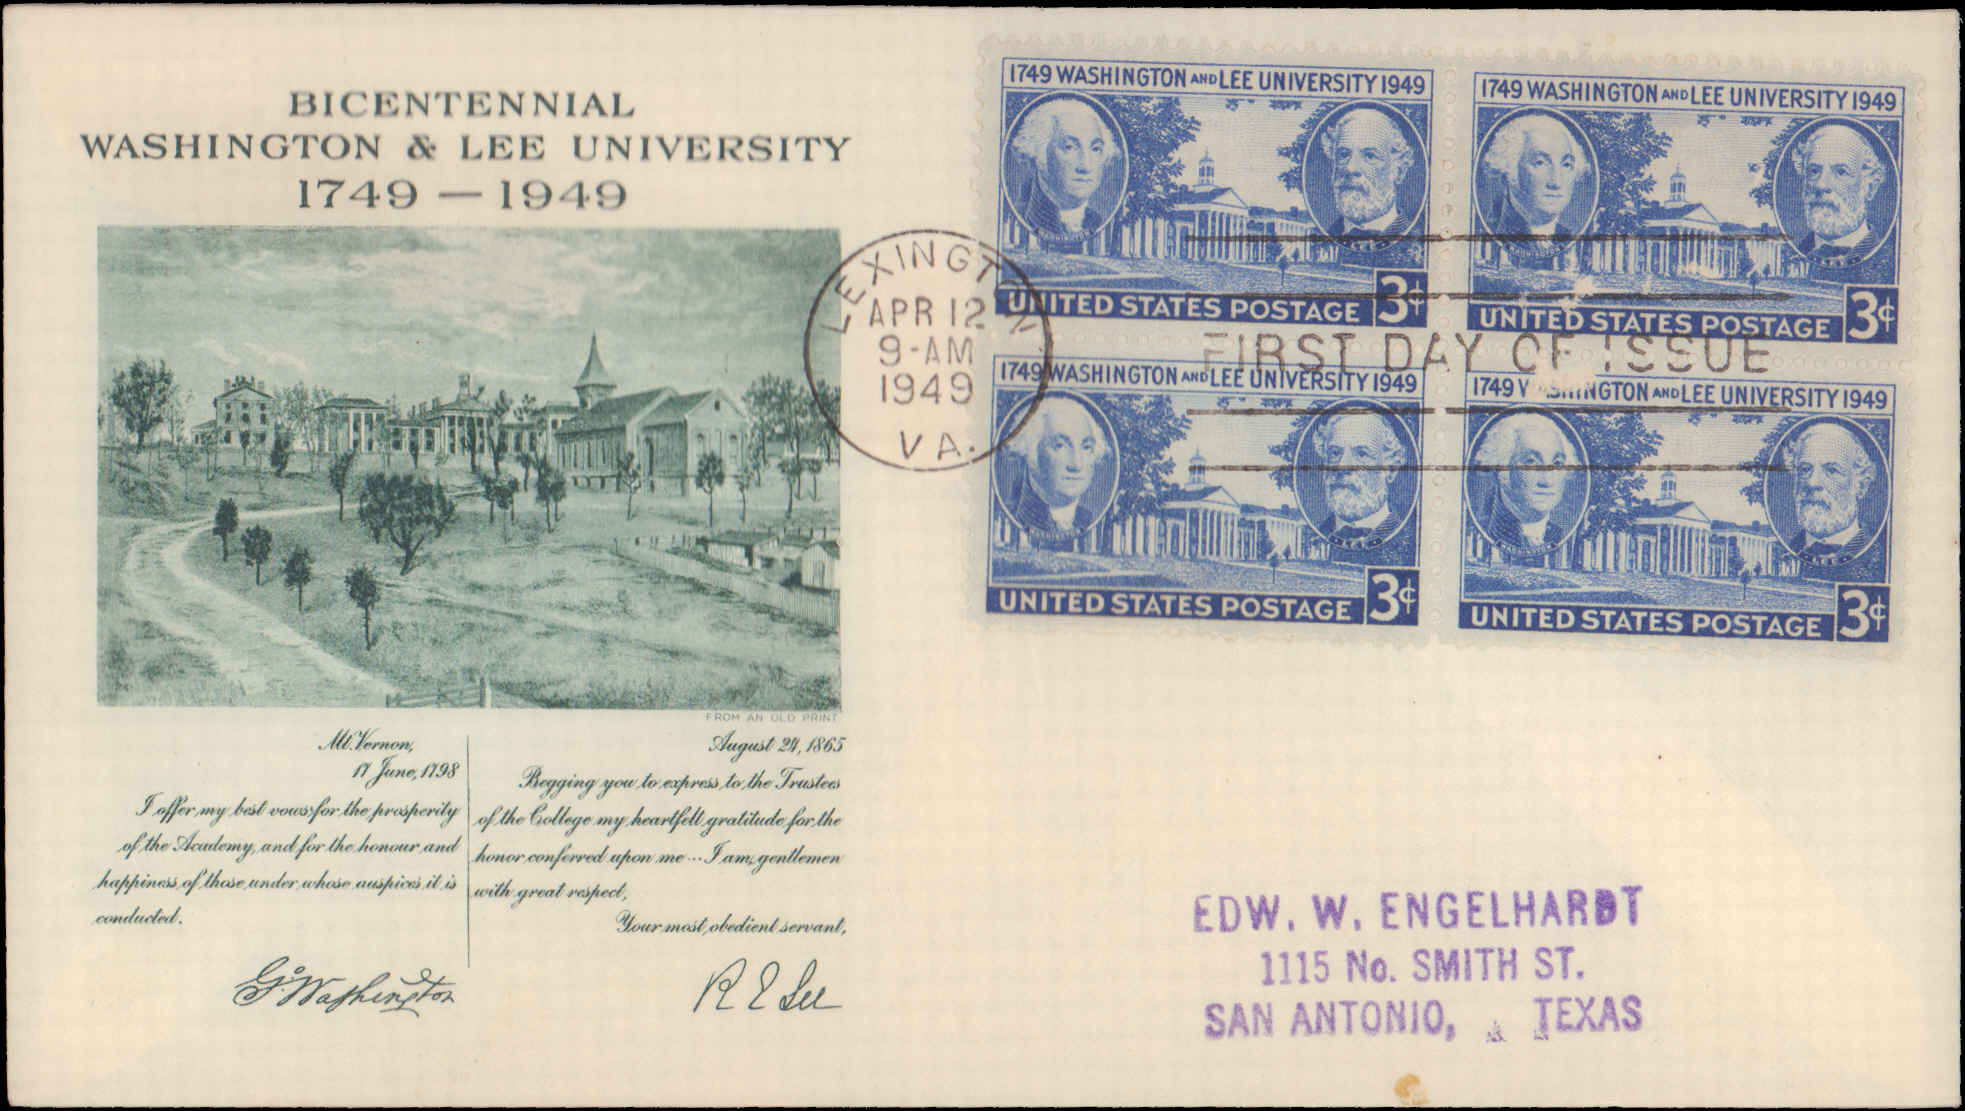 BICENTENNIAL
WASHINGTON & LEE UNIVERSITY
1749 — 1949
FROM AN OLD PRINT
Mt. Vernon,
17 June, 1798
I offer my best vows for the prosperity
of the Academy, and for the honour and
happiness of those under whose auspices it is
conducted.
G. Washington
August 24, 1865
Begging you to express to the Trustees
of the College my heartfelt gratitude for the
honor conferred upon me ... I am, gentlemen
with great respect,
Your most obedient servant,
R E Lee
LEXINGTON
APR 12
9-AM
1949
VA.
1749 WASHINGTON AND LEE UNIVERSITY 1949
UNITED STATES POSTAGE 3¢
1749 WASHINGTON AND LEE UNIVERSITY 1949
UNITED STATES POSTAGE 3¢
FIRST DAY OF ISSUE
1749 WASHINGTON AND LEE UNIVERSITY 1949
UNITED STATES POSTAGE 3¢
1749 WASHINGTON AND LEE UNIVERSITY 1949
UNITED STATES POSTAGE 3¢
EDW. W. ENGELHARDT
1115 No. SMITH ST.
SAN ANTONIO, TEXAS